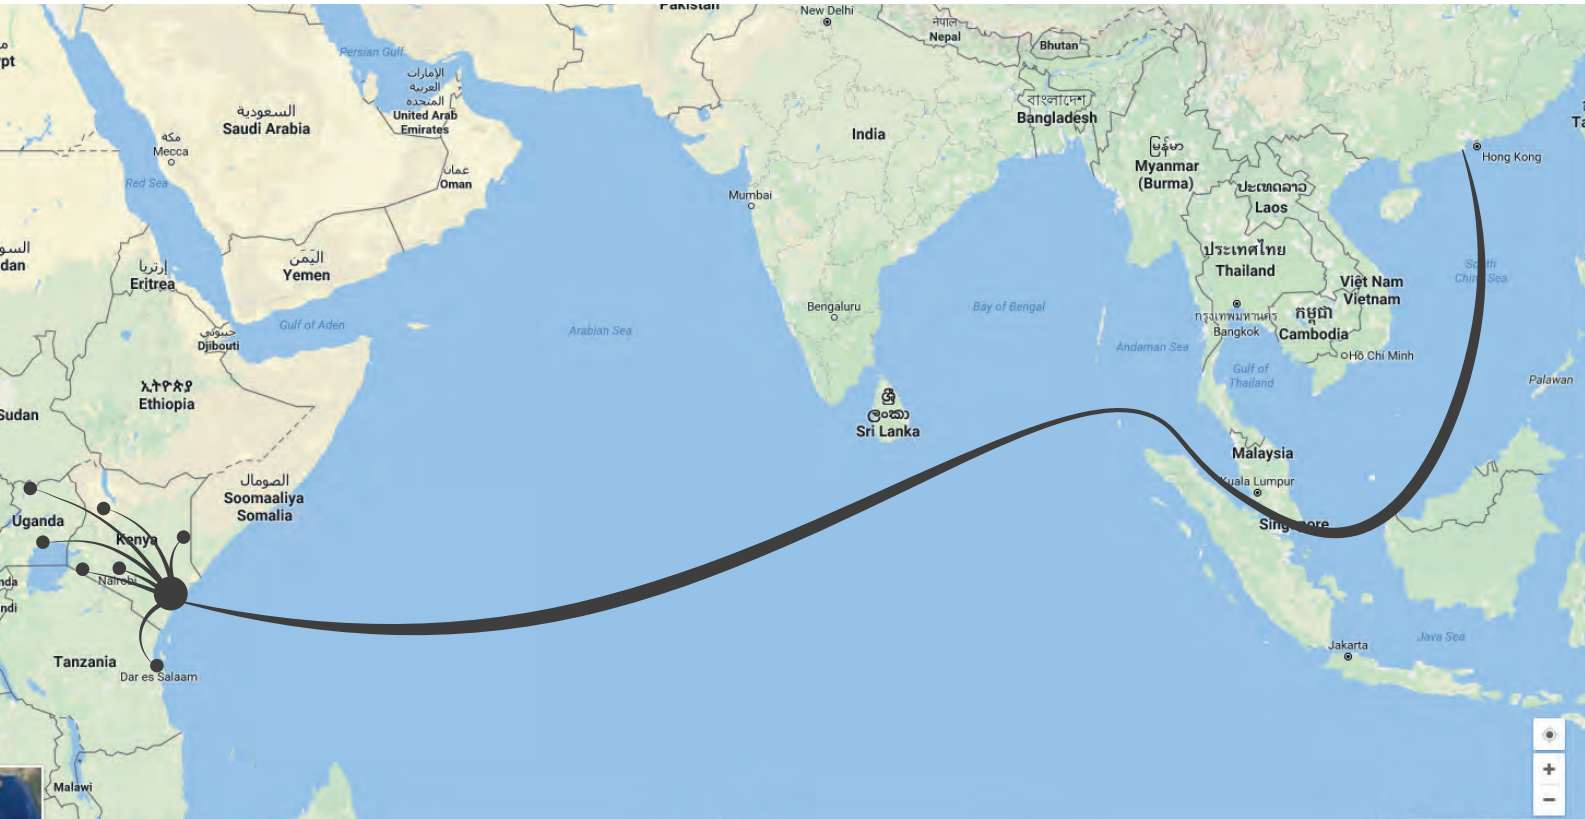 Pakistan
New Delhi
नेपाल
Nepal
Bhutan
Persian Gulf
الإمارات
العربية
المتحدة
United Arab
Emirates
বাংলাদেশ
Bangladesh
السعودية
Saudi Arabia
India
مكة
Mecca
မြန်မာ
Myanmar
(Burma)
Hong Kong
عمان
Oman
Red Sea
Mumbai
ປະເທດລາວ
Laos
اليمن
Yemen
ประเทศไทย
Thailand
South
China Sea
إرتريا
Eritrea
Việt Nam
Vietnam
Bengaluru
Bay of Bengal
กรุงเทพมหานคร
Bangkok
កម្ពុជា
Cambodia
Gulf of Aden
Arabian Sea
جيبوتي
Djibouti
Andaman Sea
Hồ Chí Minh
Gulf of
Thailand
Palawan
ኢትዮጵያ
Ethiopia
Sudan
ශ්‍රී
ලංකා
Sri Lanka
Malaysia
Kuala Lumpur
الصومال
Soomaaliya
Somalia
Uganda
Singapore
Kenya
Nairobi
Java Sea
Jakarta
Tanzania
Dar es Salaam
Malawi
+
−